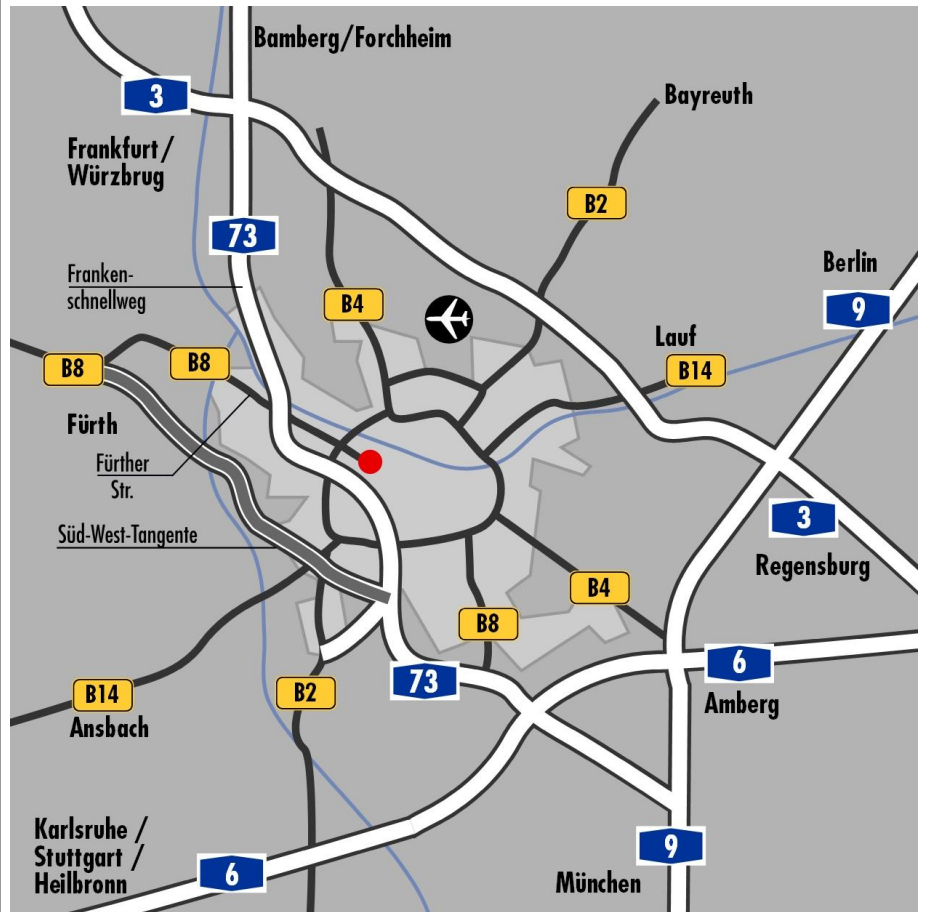 Bamberg/Forchheim
3
Bayreuth
Frankfurt/
Würzbrug
B2
73
Berlin
Franken-
schnellweg
9
B4
Lauf
B14
B8
B8
Fürth
Fürther
Str.
3
Süd-West-Tangente
Regensburg
B4
B8
6
73
B2
B14
Amberg
Ansbach
Karlsruhe /
Stuttgart /
Heilbronn
9
6
München